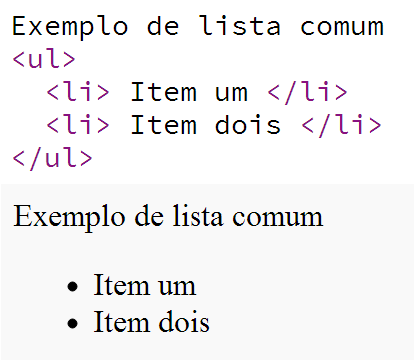 Exemplo de lista comum
<ul>
<li> Item um </li>
<li> Item dois </li>
</ul>
Exemplo de lista comum
• Item um
• Item dois